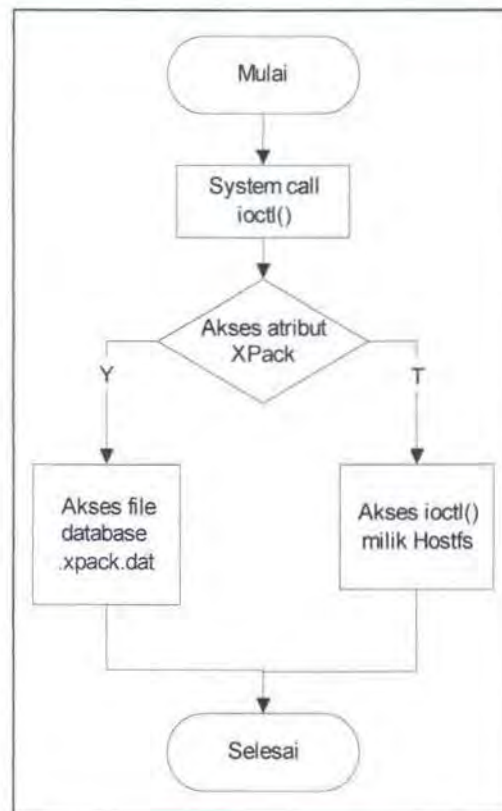 Mulai
System call
ioctl()
Akses atribut
XPack
Y
T
Akses file
database
.xpack.dat
Akses ioctl()
milik Hostfs
Selesai